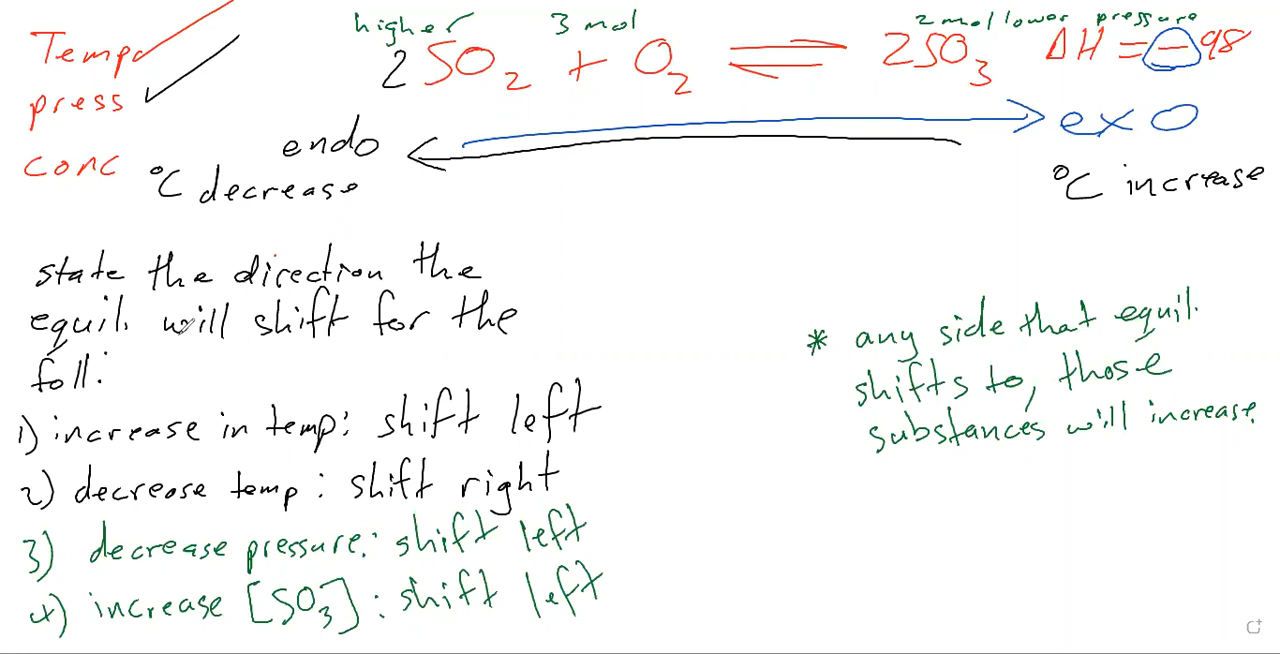 higher 3 mol 2 mol lower pressure
Temp
press
conc
2SO₂ + O₂ ⇌ 2SO₃ ΔH = -98
endo
exo
°C decrease
°C increase
state the direction the
equil. will shift for the
foll:
1) increase in temp: shift left
2) decrease temp: shift right
3) decrease pressure: shift left
4) increase [SO₃]: shift left
* any side that equil.
shifts to, those
substances will increase.